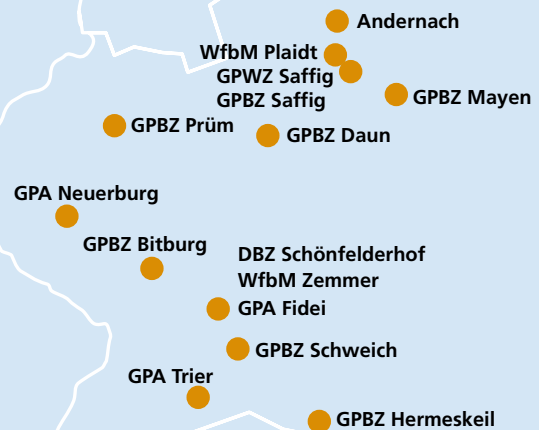 Andernach
WfbM Plaidt
GPWZ Saffig
GPBZ Saffig
GPBZ Mayen
GPBZ Prüm
GPBZ Daun
GPA Neuerburg
GPBZ Bitburg
DBZ Schönfelderhof
WfbM Zemmer
GPA Fidei
GPBZ Schweich
GPA Trier
GPBZ Hermeskeil